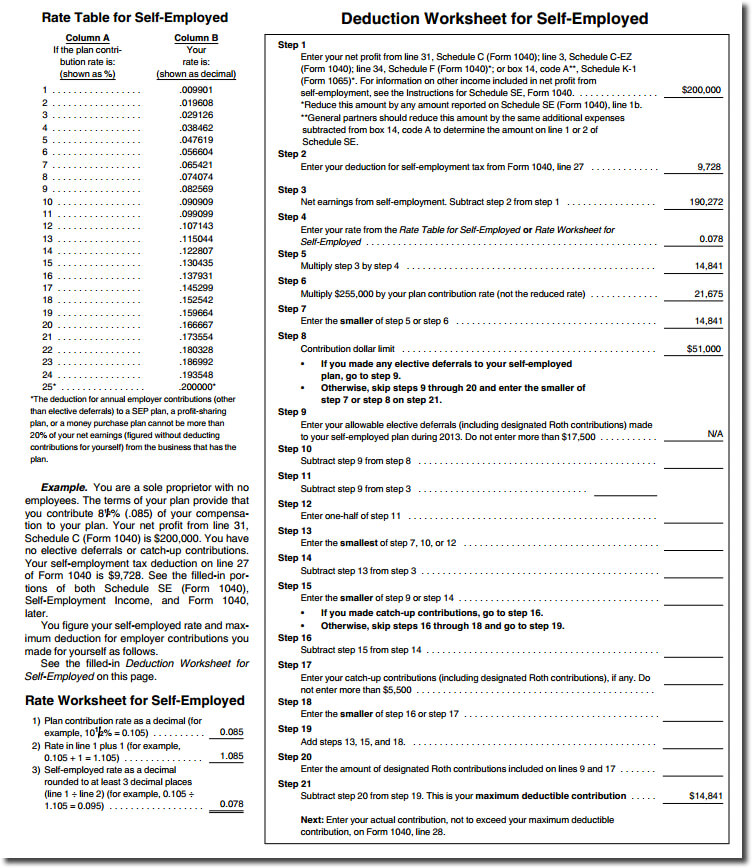 Rate Table for Self-Employed
Column A
If the plan contri-
bution rate is:
(shown as %)
Column B
Your
rate is:
(shown as decimal)
1 . . . . . . . . . . . . . . . . . .009901
2 . . . . . . . . . . . . . . . . . .019608
3 . . . . . . . . . . . . . . . . . .029126
4 . . . . . . . . . . . . . . . . . .038462
5 . . . . . . . . . . . . . . . . . .047619
6 . . . . . . . . . . . . . . . . . .056604
7 . . . . . . . . . . . . . . . . . .065421
8 . . . . . . . . . . . . . . . . . .074074
9 . . . . . . . . . . . . . . . . . .082569
10 . . . . . . . . . . . . . . . . . .090909
11 . . . . . . . . . . . . . . . . . .099099
12 . . . . . . . . . . . . . . . . . .107143
13 . . . . . . . . . . . . . . . . . .115044
14 . . . . . . . . . . . . . . . . . .122807
15 . . . . . . . . . . . . . . . . . .130435
16 . . . . . . . . . . . . . . . . . .137931
17 . . . . . . . . . . . . . . . . . .145299
18 . . . . . . . . . . . . . . . . . .152542
19 . . . . . . . . . . . . . . . . . .159664
20 . . . . . . . . . . . . . . . . . .166667
21 . . . . . . . . . . . . . . . . . .173554
22 . . . . . . . . . . . . . . . . . .180328
23 . . . . . . . . . . . . . . . . . .186992
24 . . . . . . . . . . . . . . . . . .193548
25* . . . . . . . . . . . . . . . . .200000*
*The deduction for annual employer contributions (other
than elective deferrals) to a SEP plan, a profit-sharing
plan, or a money purchase plan cannot be more than
20% of your net earnings (figured without deducting
contributions for yourself) from the business that has the
plan.
Example. You are a sole proprietor with no
employees. The terms of your plan provide that
you contribute 8½% (.085) of your compensa-
tion to your plan. Your net profit from line 31,
Schedule C (Form 1040) is $200,000. You have
no elective deferrals or catch-up contributions.
Your self-employment tax deduction on line 27
of Form 1040 is $9,728. See the filled-in por-
tions of both Schedule SE (Form 1040),
Self-Employment Income, and Form 1040,
later.
You figure your self-employed rate and max-
imum deduction for employer contributions you
made for yourself as follows.
See the filled-in Deduction Worksheet for
Self-Employed on this page.
Rate Worksheet for Self-Employed
1) Plan contribution rate as a decimal (for
example, 10½% = 0.105) . . . . . . . . . . 0.085
2) Rate in line 1 plus 1 (for example,
0.105 + 1 = 1.105) . . . . . . . . . . . . . . . 1.085
3) Self-employed rate as a decimal
rounded to at least 3 decimal places
(line 1 ÷ line 2) (for example, 0.105 ÷
1.105 = 0.095) . . . . . . . . . . . . . . . . . . 0.078
Deduction Worksheet for Self-Employed
Step 1
Enter your net profit from line 31, Schedule C (Form 1040); line 3, Schedule C-EZ
(Form 1040); line 34, Schedule F (Form 1040)*; or box 14, code A**, Schedule K-1
(Form 1065)*. For information on other income included in net profit from
self-employment, see the Instructions for Schedule SE, Form 1040. . . . . . . . . . . . . . . . $200,000
*Reduce this amount by any amount reported on Schedule SE (Form 1040), line 1b.
**General partners should reduce this amount by the same additional expenses
subtracted from box 14, code A to determine the amount on line 1 or 2 of
Schedule SE.
Step 2
Enter your deduction for self-employment tax from Form 1040, line 27 . . . . . . . . . . . . . 9,728
Step 3
Net earnings from self-employment. Subtract step 2 from step 1 . . . . . . . . . . . . . . . . . 190,272
Step 4
Enter your rate from the Rate Table for Self-Employed or Rate Worksheet for
Self-Employed . . . . . . . . . . . . . . . . . . . . . . . . . . . . . . 0.078
Step 5
Multiply step 3 by step 4 . . . . . . . . . . . . . . . . . . . . . . . . . . 14,841
Step 6
Multiply $255,000 by your plan contribution rate (not the reduced rate) . . . . . . . . . . . . . 21,675
Step 7
Enter the smaller of step 5 or step 6 . . . . . . . . . . . . . . . . . . . . . . 14,841
Step 8
Contribution dollar limit . . . . . . . . . . . . . . . . . . . . . . . . . . $51,000
• If you made any elective deferrals to your self-employed
plan, go to step 9.
• Otherwise, skip steps 9 through 20 and enter the smaller of
step 7 or step 8 on step 21.
Step 9
Enter your allowable elective deferrals (including designated Roth contributions) made
to your self-employed plan during 2013. Do not enter more than $17,500 . . . . . . . . . . . N/A
Step 10
Subtract step 9 from step 8 . . . . . . . . . . . . . . . . . . . . . . . . . .
Step 11
Subtract step 9 from step 3 . . . . . . . . . . . . . . . . . . . . . . . . . .
Step 12
Enter one-half of step 11 . . . . . . . . . . . . . . . . . . . . . . . . . .
Step 13
Enter the smallest of step 7, 10, or 12 . . . . . . . . . . . . . . . . . . . . . .
Step 14
Subtract step 13 from step 3 . . . . . . . . . . . . . . . . . . . . . . . . . .
Step 15
Enter the smaller of step 9 or step 14 . . . . . . . . . . . . . . . . . . . . . .
• If you made catch-up contributions, go to step 16.
• Otherwise, skip steps 16 through 18 and go to step 19.
Step 16
Subtract step 15 from step 14 . . . . . . . . . . . . . . . . . . . . . . . . . .
Step 17
Enter your catch-up contributions (including designated Roth contributions), if any. Do
not enter more than $5,500 . . . . . . . . . . . . . . . . . . . . . . . . . .
Step 18
Enter the smaller of step 16 or step 17 . . . . . . . . . . . . . . . . . . . . . .
Step 19
Add steps 13, 15, and 18. . . . . . . . . . . . . . . . . . . . . . . . . . .
Step 20
Enter the amount of designated Roth contributions included on lines 9 and 17 . . . . . . .
Step 21
Subtract step 20 from step 19. This is your maximum deductible contribution . . . . . $14,841
Next: Enter your actual contribution, not to exceed your maximum deductible
contribution, on Form 1040, line 28.